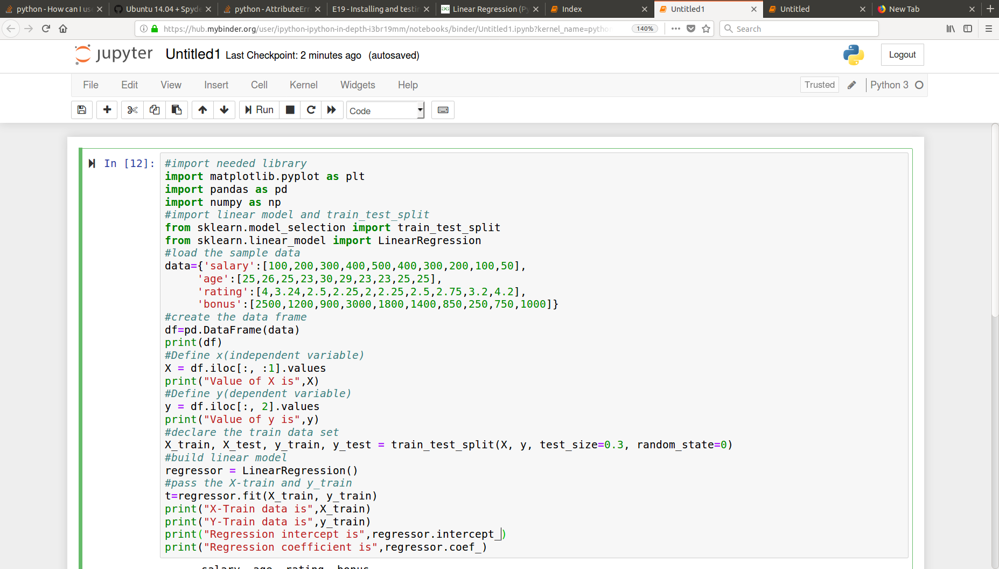 python - How can I us
Ubuntu 14.04 + Spyde
python - AttributeErr
E19 - Installing and testin
Linear Regression (Py
Index
Untitled1
Untitled
New Tab
https://hub.mybinder.org/user/ipython-ipython-in-depth-i3br19mm/notebooks/binder/Untitled1.ipynb?kernel_name=pytho
140%
Search
jupyter Untitled1 Last Checkpoint: 2 minutes ago (autosaved)
Logout
File Edit View Insert Cell Kernel Widgets Help
Trusted
Python 3
Run
Code
In [12]:
#import needed library
import matplotlib.pyplot as plt
import pandas as pd
import numpy as np
#import linear model and train_test_split
from sklearn.model_selection import train_test_split
from sklearn.linear_model import LinearRegression
#load the sample data
data={'salary':[100,200,300,400,500,400,300,200,100,50],
'age':[25,26,25,23,30,29,23,23,25,25],
'rating':[4,3.24,2.5,2.25,2,2.25,2.5,2.75,3.2,4.2],
'bonus':[2500,1200,900,3000,1800,1400,850,250,750,1000]}
#create the data frame
df=pd.DataFrame(data)
print(df)
#Define x(independent variable)
X = df.iloc[:, :1].values
print("Value of X is",X)
#Define y(dependent variable)
y = df.iloc[:, 2].values
print("Value of y is",y)
#declare the train data set
X_train, X_test, y_train, y_test = train_test_split(X, y, test_size=0.3, random_state=0)
#build linear model
regressor = LinearRegression()
#pass the X-train and y_train
t=regressor.fit(X_train, y_train)
print("X-Train data is",X_train)
print("Y-Train data is",y_train)
print("Regression intercept is",regressor.intercept_)
print("Regression coefficient is",regressor.coef_)
salary age rating bonus